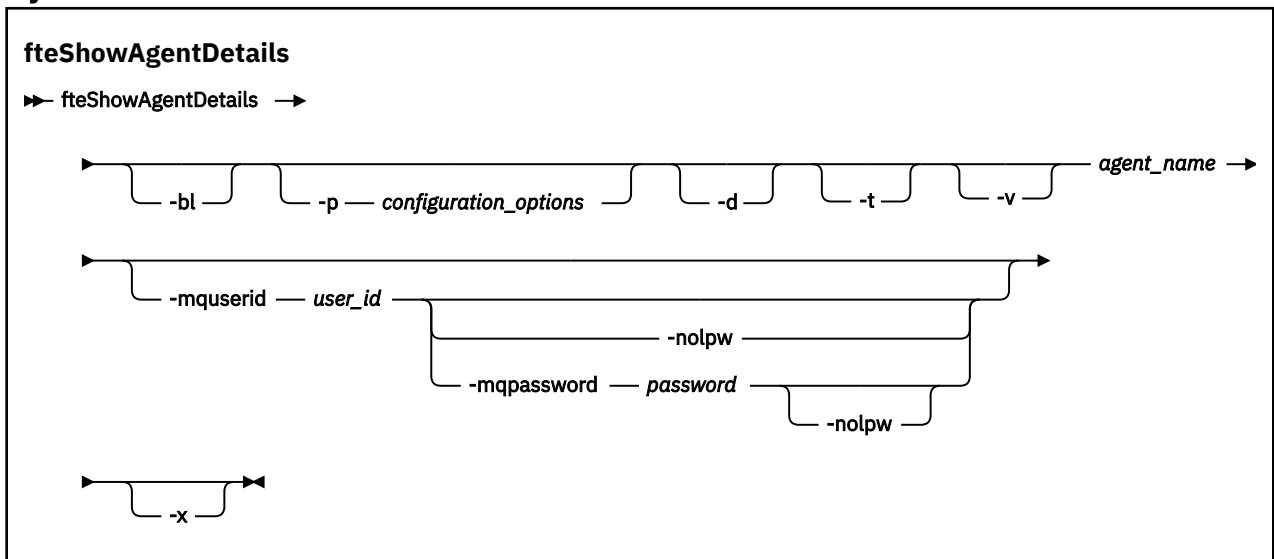 fteShowAgentDetails
fteShowAgentDetails
-bl -p configuration_options -d -t -v agent_name
-mquserid user_id
-nolpw
-mqpassword password
-nolpw
-x